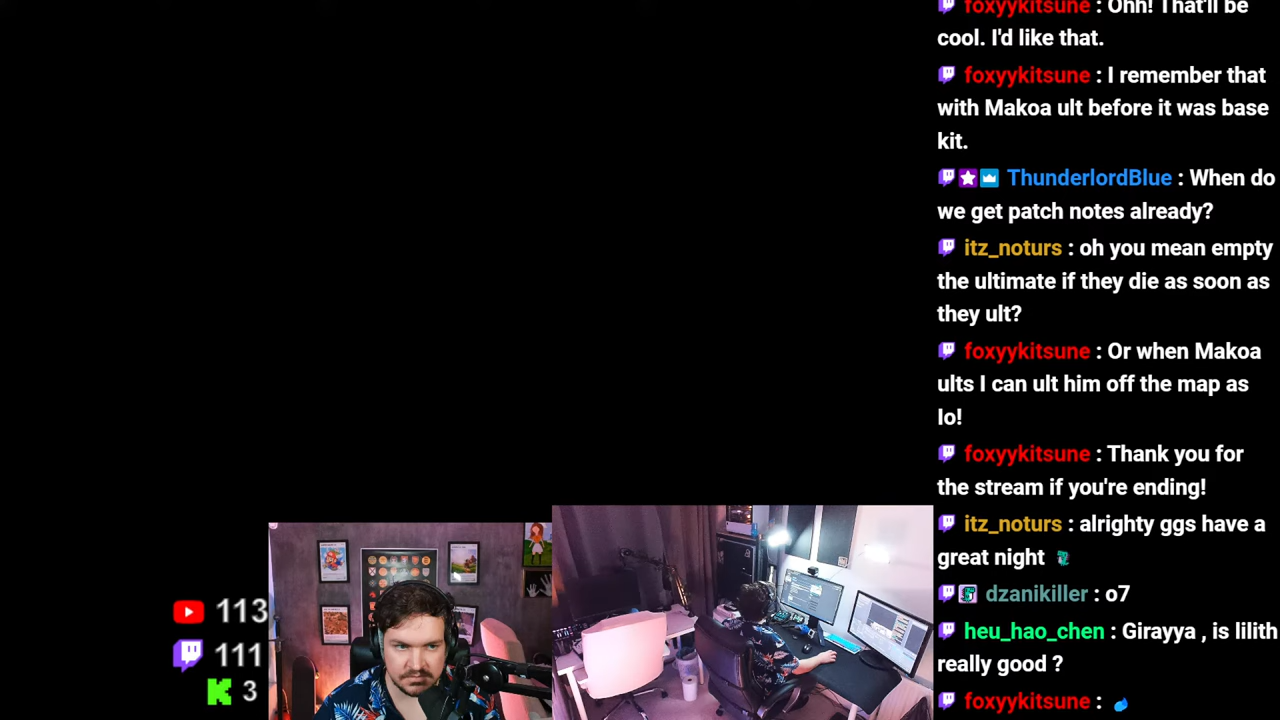 foxyykitsune : Ohh! That'll be
cool. I'd like that.
foxyykitsune : I remember that
with Makoa ult before it was base
kit.
ThunderlordBlue : When do
we get patch notes already?
itz_noturs : oh you mean empty
the ultimate if they die as soon as
they ult?
foxyykitsune : Or when Makoa
ults I can ult him off the map as
Io!
foxyykitsune : Thank you for
the stream if you're ending!
itz_noturs : alrighty ggs have a
great night
dzanikiller : o7
heu_hao_chen : Girayya , is lilith
really good ?
foxyykitsune :
113
111
3